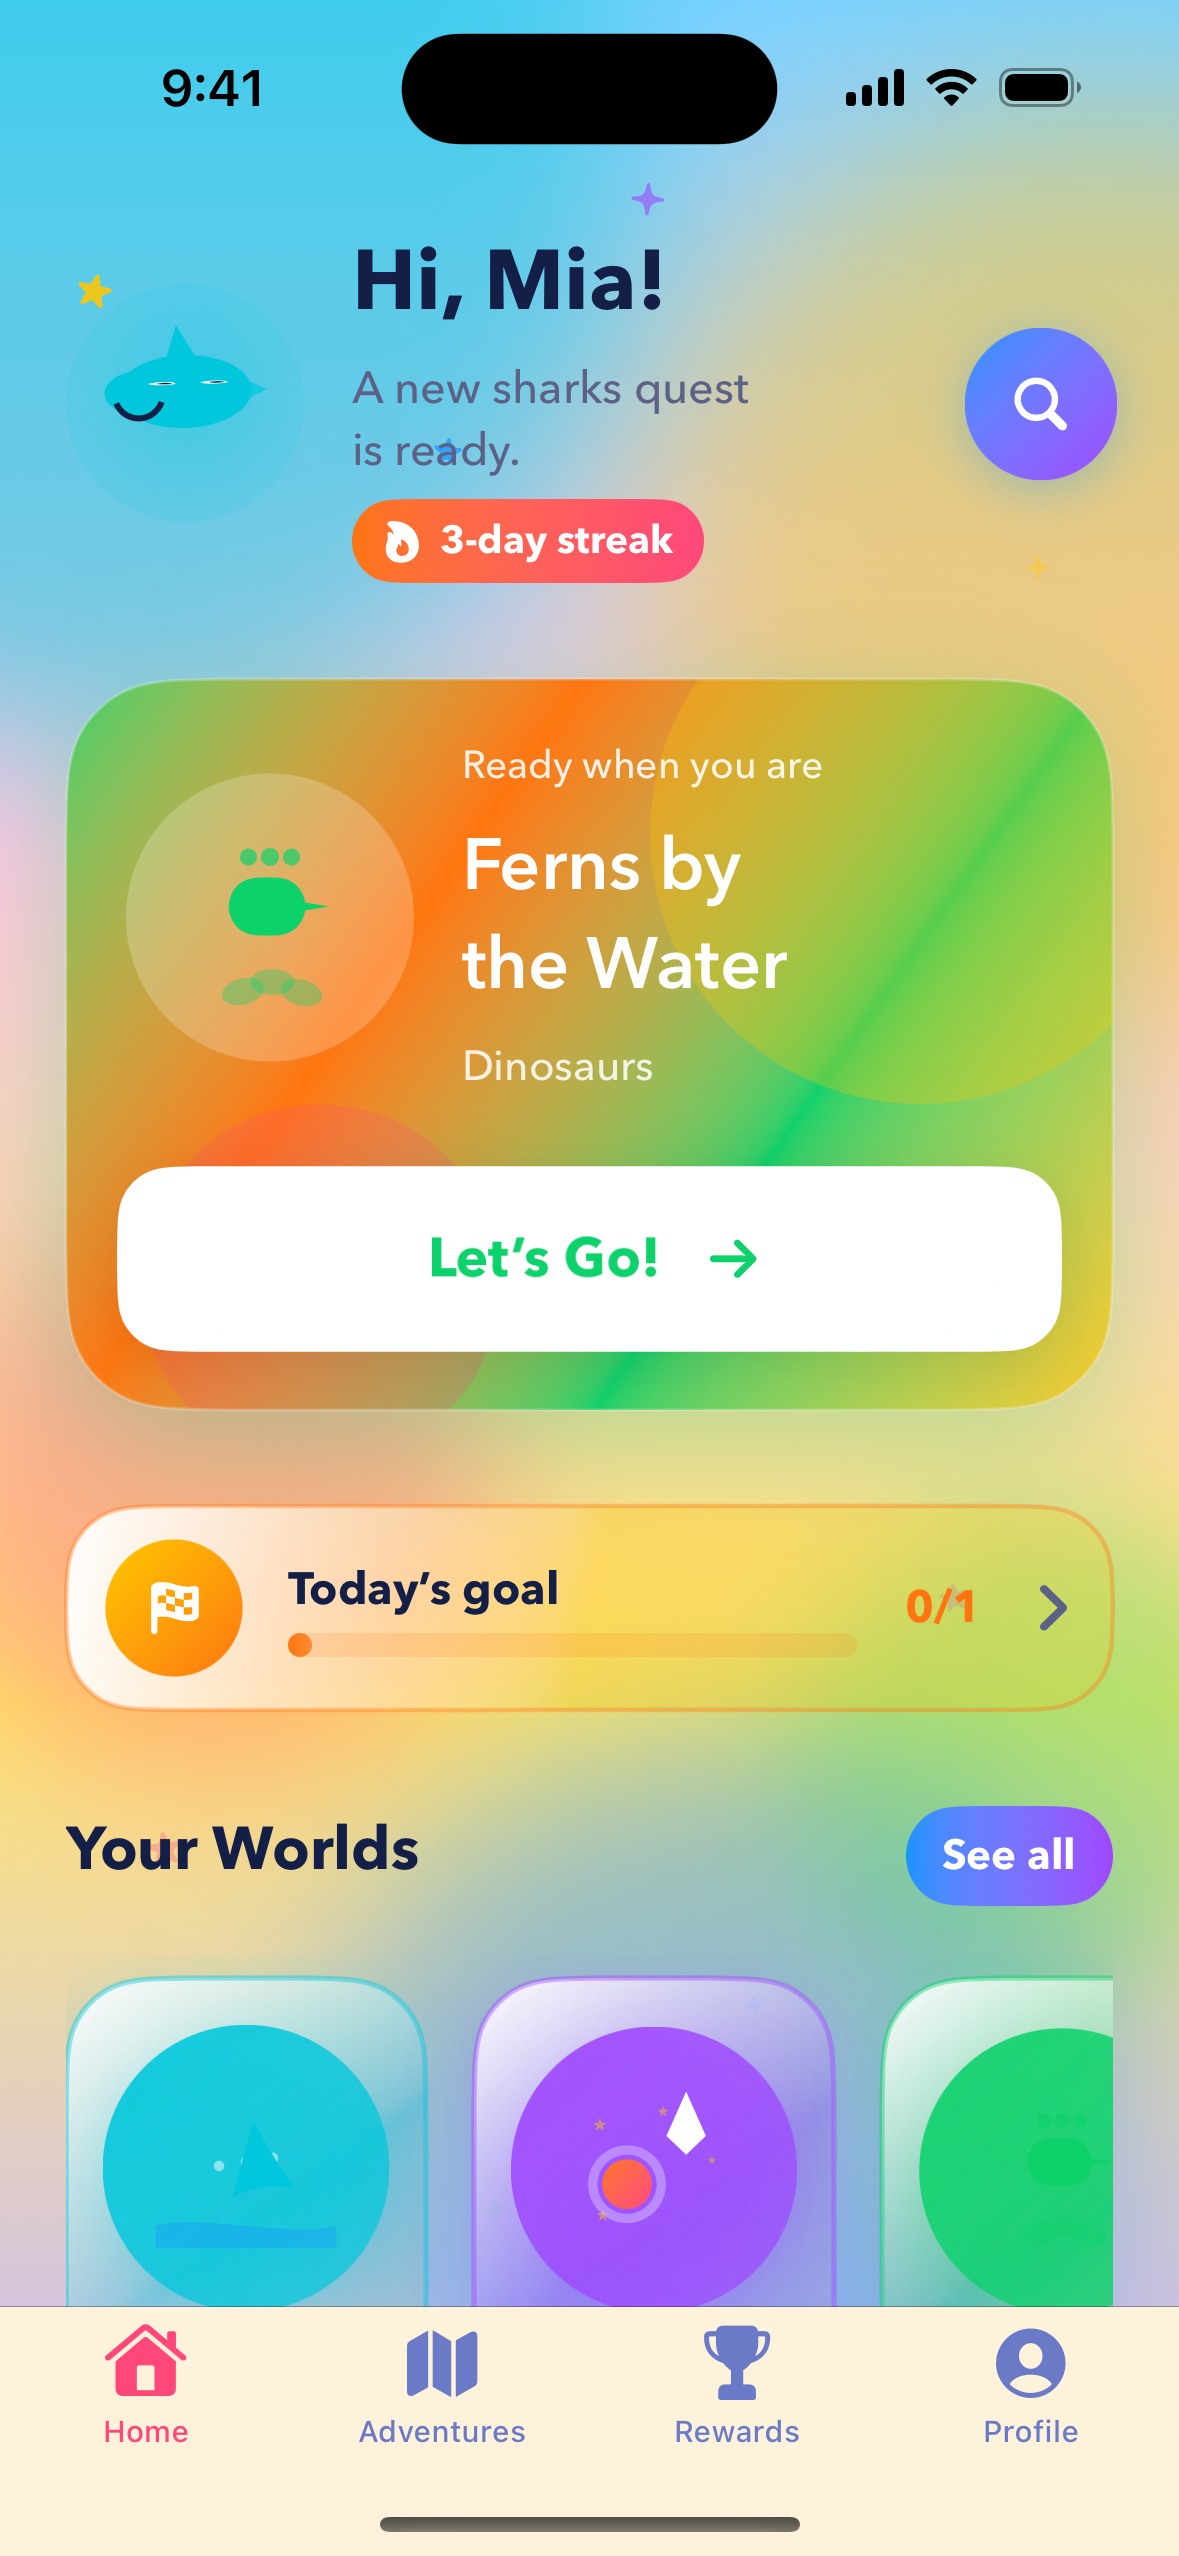 9:41
Hi, Mia!
A new sharks quest
is ready.
3-day streak
Ready when you are
Ferns by
the Water
Dinosaurs
Let’s Go!
Today’s goal
0/1
Your Worlds
See all
Home
Adventures
Rewards
Profile